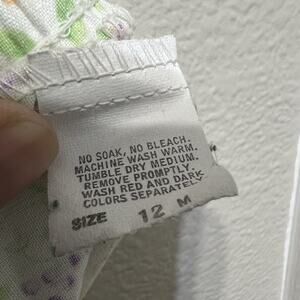 NO SOAK, NO BLEACH.
MACHINE WASH WARM.
TUMBLE DRY MEDIUM.
REMOVE PROMPTLY.
WASH RED AND DARK
COLORS SEPARATELY
SIZE 12 M